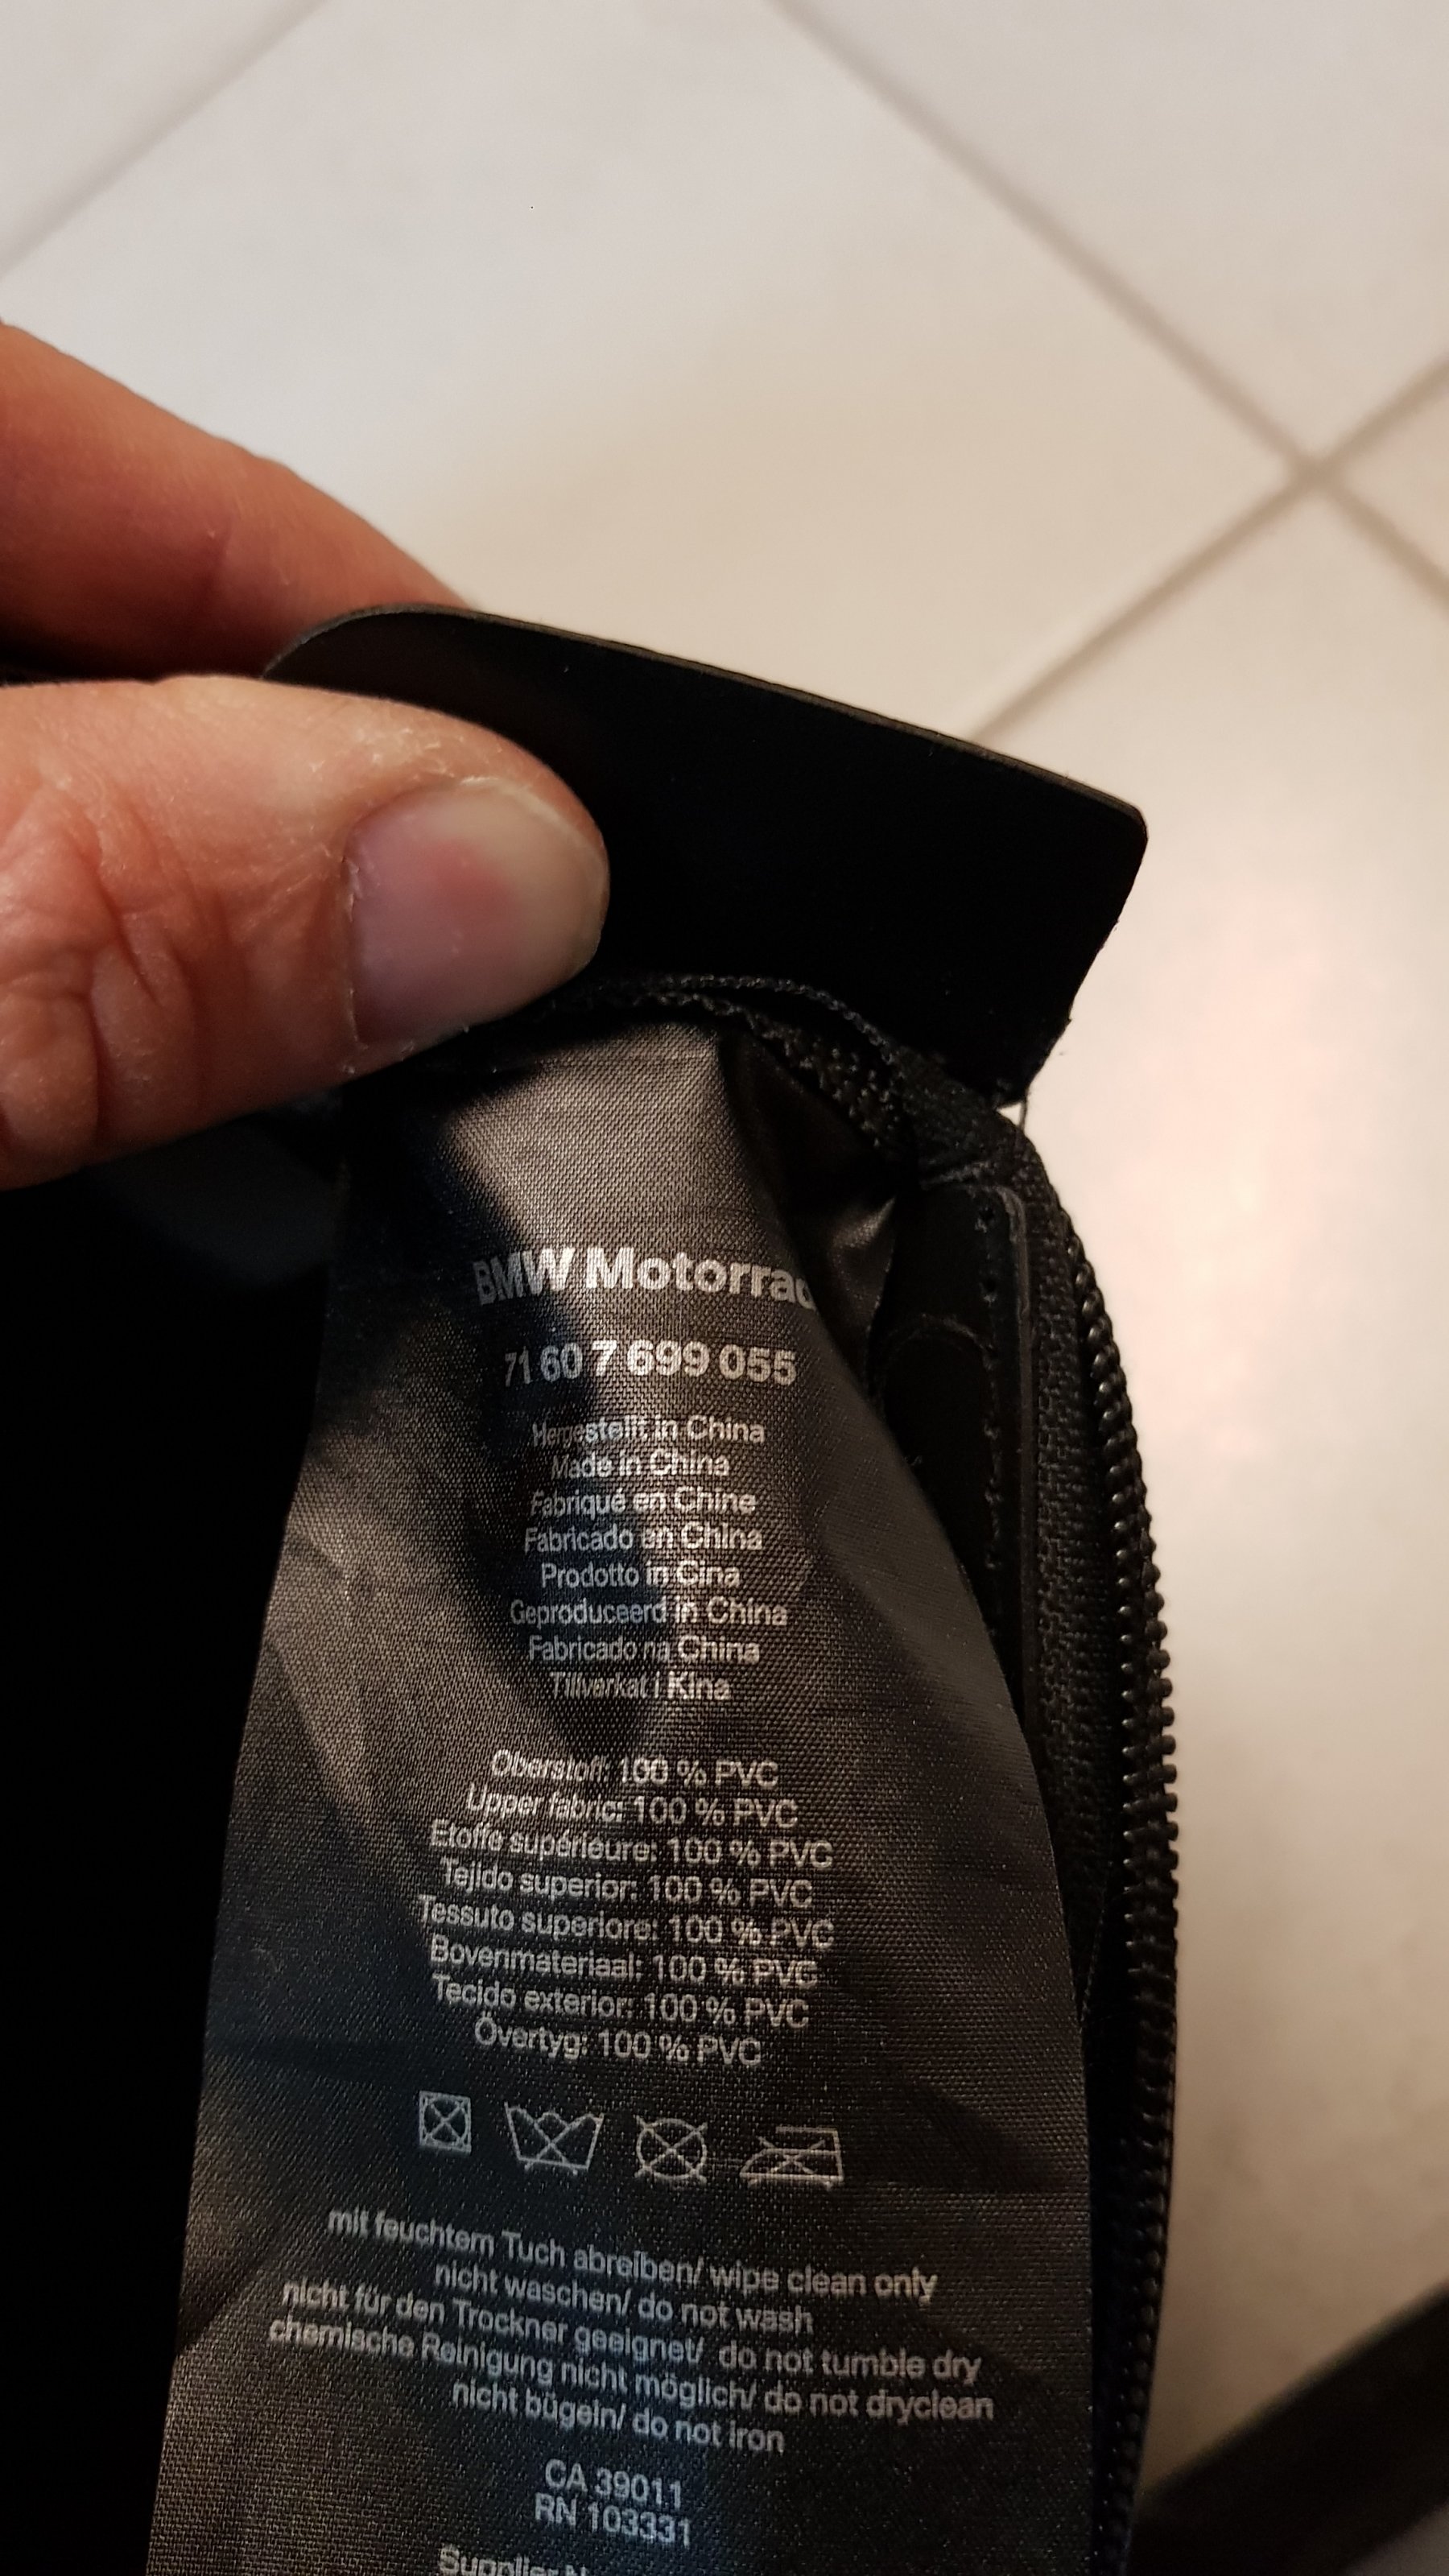 BMW Motorrad
71 60 7 699 055
Hergestellt in China
Made in China
Fabriqué en Chine
Fabricado en China
Prodotto in Cina
Geproduceerd in China
Fabricado na China
Tillverkat i Kina
Oberstoff: 100 % PVC
Upper fabric: 100 % PVC
Etoffe supérieure: 100 % PVC
Tejido superior: 100 % PVC
Tessuto superiore: 100 % PVC
Bovenmateriaal: 100 % PVC
Tecido exterior: 100 % PVC
Övertyg: 100 % PVC
mit feuchtem Tuch abreiben/ wipe clean only
nicht waschen/ do not wash
nicht für den Trockner geeignet/ do not tumble dry
chemische Reinigung nicht möglich/ do not dryclean
nicht bügeln/ do not iron
CA 39011
RN 103331
Supplier N